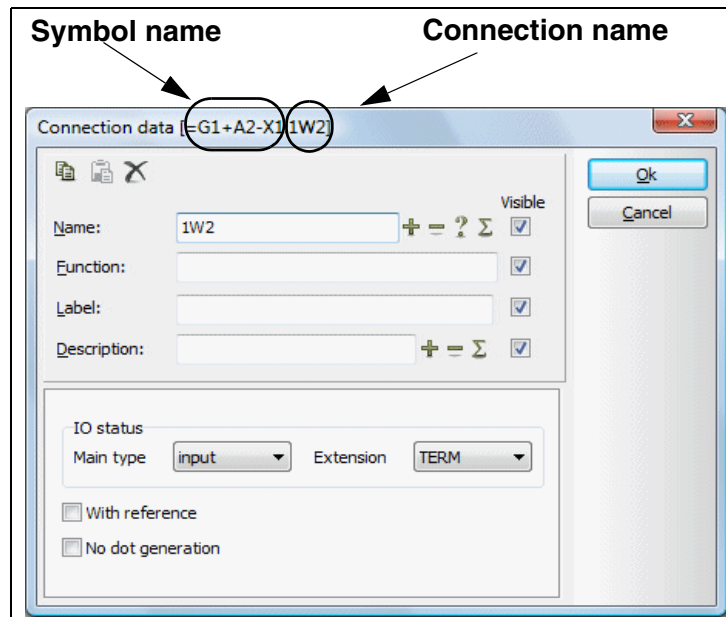 Symbol name
Connection name
Connection data [=G1+A2-X1 1W2]
Ok
Cancel
Visible
Name: 1W2
Function:
Label:
Description:
IO status
Main type input Extension TERM
With reference
No dot generation